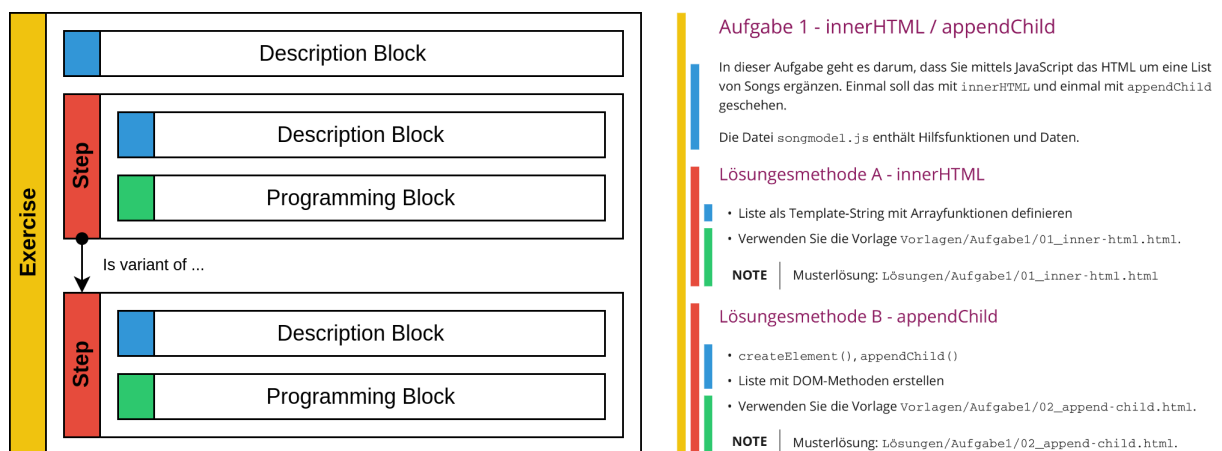 Exercise
Description Block
Step
Description Block
Programming Block
Is variant of ...
Step
Description Block
Programming Block
Aufgabe 1 - innerHTML / appendChild
In dieser Aufgabe geht es darum, dass Sie mittels JavaScript das HTML um eine List
von Songs ergänzen. Einmal soll das mit innerHTML und einmal mit appendChild
geschehen.
Die Datei songmodel.js enthält Hilfsfunktionen und Daten.
Lösungesmethode A - innerHTML
• Liste als Template-String mit Arrayfunktionen definieren
• Verwenden Sie die Vorlage Vorlagen/Aufgabe1/01_inner-html.html.
NOTE Musterlösung: Lösungen/Aufgabe1/01_inner-html.html
Lösungesmethode B - appendChild
• createElement(), appendChild()
• Liste mit DOM-Methoden erstellen
• Verwenden Sie die Vorlage Vorlagen/Aufgabe1/02_append-child.html.
NOTE Musterlösung: Lösungen/Aufgabe1/02_append-child.html.